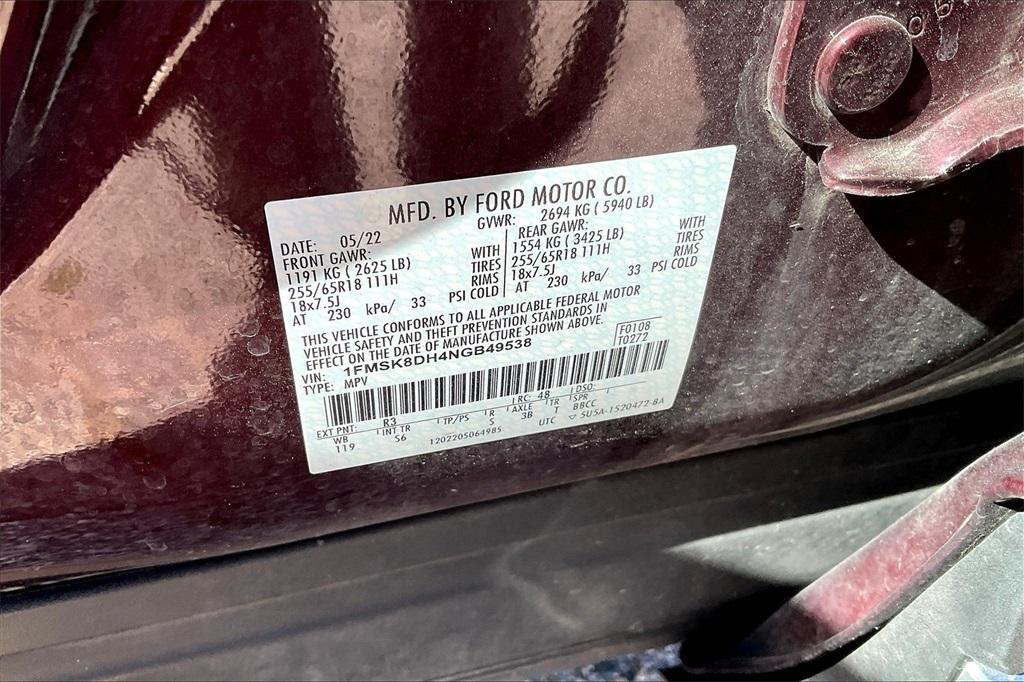 MFD. BY FORD MOTOR CO.
DATE: 05/22 GVWR: 2694 KG ( 5940 LB)
FRONT GAWR: REAR GAWR:
1191 KG ( 2625 LB) WITH 1554 KG ( 3425 LB) WITH
255/65R18 111H TIRES 255/65R18 111H TIRES
18x7.5J RIMS 18x7.5J RIMS
AT 230 kPa/ 33 PSI COLD AT 230 kPa/ 33 PSI COLD
THIS VEHICLE CONFORMS TO ALL APPLICABLE FEDERAL MOTOR
VEHICLE SAFETY AND THEFT PREVENTION STANDARDS IN
EFFECT ON THE DATE OF MANUFACTURE SHOWN ABOVE.
F0108
T0272
VIN: 1FMSK8DH4NGB49538
TYPE: MPV
EXT PNT: R3 RC: 48 DSO:
WB INT TR TP/PS R AXLE TR SPR
119 S6 S 3B T BBCC
1202205064985 UTC ▽ 5U5A-1520472-BA